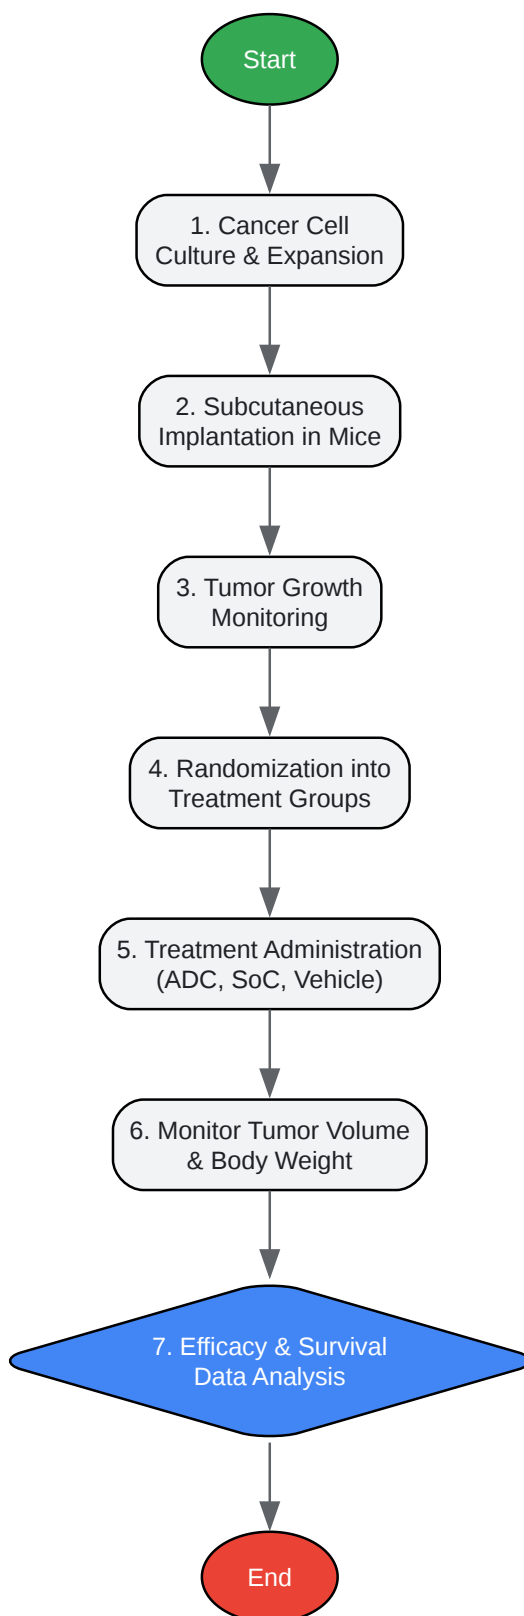 Start
1. Cancer Cell
Culture & Expansion
2. Subcutaneous
Implantation in Mice
3. Tumor Growth
Monitoring
4. Randomization into
Treatment Groups
5. Treatment Administration
(ADC, SoC, Vehicle)
6. Monitor Tumor Volume
& Body Weight
7. Efficacy & Survival
Data Analysis
End